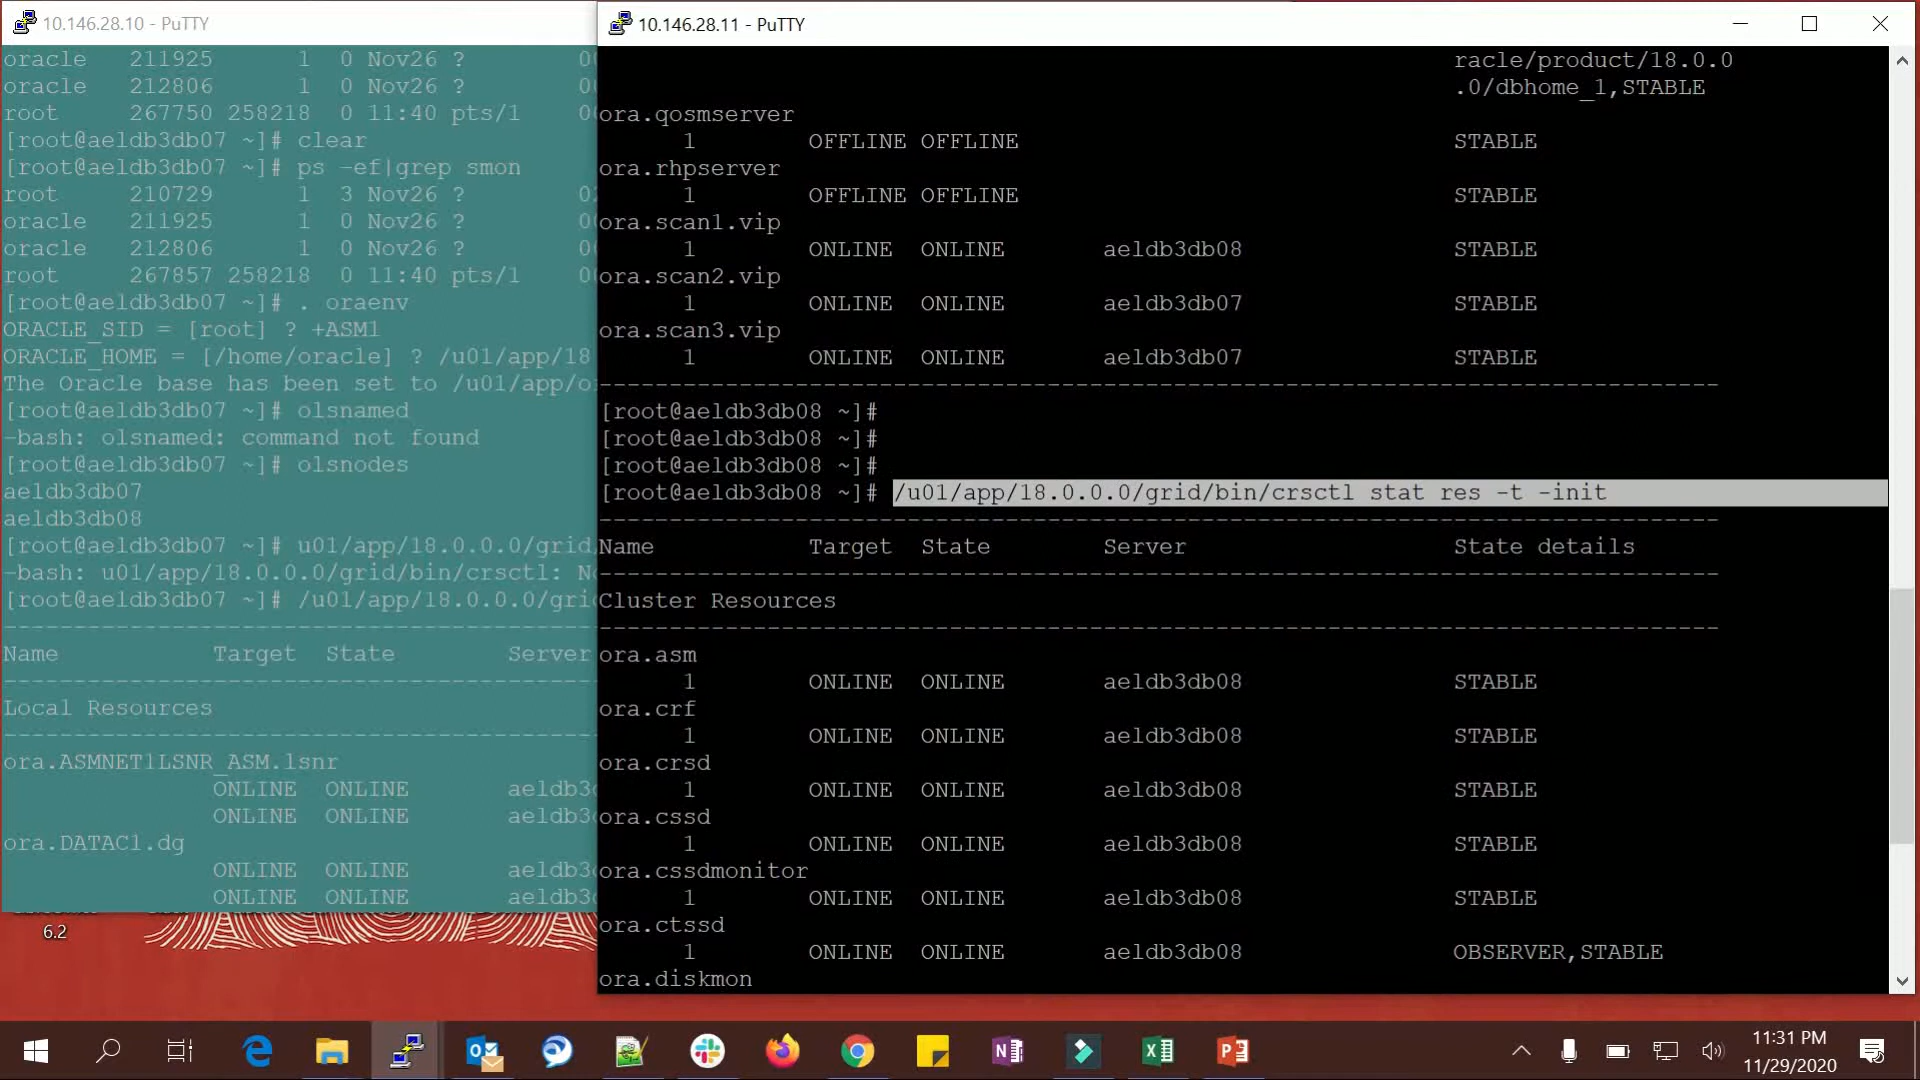 10.146.28.10 - PuTTY
oracle 211925 1 0 Nov26 ?
oracle 212806 1 0 Nov26 ?
root 267750 258218 0 11:40 pts/1
[root@aeldb3db07 ~]# clear
[root@aeldb3db07 ~]# ps -ef|grep smon
root 210729 1 3 Nov26 ?
oracle 211925 1 0 Nov26 ?
oracle 212806 1 0 Nov26 ?
root 267857 258218 0 11:40 pts/1
[root@aeldb3db07 ~]# . oraenv
ORACLE_SID = [root] ? +ASM1
ORACLE_HOME = [/home/oracle] ? /u01/app/18
The Oracle base has been set to /u01/app/o
[root@aeldb3db07 ~]# olsnamed
-bash: olsnamed: command not found
[root@aeldb3db07 ~]# olsnodes
aeldb3db07
aeldb3db08
[root@aeldb3db07 ~]# u01/app/18.0.0.0/grid
-bash: u01/app/18.0.0.0/grid/bin/crsctl: N
[root@aeldb3db07 ~]# /u01/app/18.0.0.0/gri
Name Target State Server
Local Resources
ora.ASMNET1LSNR_ASM.lsnr
ONLINE ONLINE aeldb3
ONLINE ONLINE aeldb3
ora.DATAC1.dg
ONLINE ONLINE aeldb3
ONLINE ONLINE aeldb3
6.2
10.146.28.11 - PuTTY
racle/product/18.0.0
.0/dbhome_1,STABLE
ora.qosmserver
1 OFFLINE OFFLINE STABLE
ora.rhpserver
1 OFFLINE OFFLINE STABLE
ora.scan1.vip
1 ONLINE ONLINE aeldb3db08 STABLE
ora.scan2.vip
1 ONLINE ONLINE aeldb3db07 STABLE
ora.scan3.vip
1 ONLINE ONLINE aeldb3db07 STABLE
--------------------------------------------------------------------------------
[root@aeldb3db08 ~]#
[root@aeldb3db08 ~]#
[root@aeldb3db08 ~]#
[root@aeldb3db08 ~]# /u01/app/18.0.0.0/grid/bin/crsctl stat res -t -init
--------------------------------------------------------------------------------
Name Target State Server State details
--------------------------------------------------------------------------------
Cluster Resources
--------------------------------------------------------------------------------
ora.asm
1 ONLINE ONLINE aeldb3db08 STABLE
ora.crf
1 ONLINE ONLINE aeldb3db08 STABLE
ora.crsd
1 ONLINE ONLINE aeldb3db08 STABLE
ora.cssd
1 ONLINE ONLINE aeldb3db08 STABLE
ora.cssdmonitor
1 ONLINE ONLINE aeldb3db08 STABLE
ora.ctssd
1 ONLINE ONLINE aeldb3db08 OBSERVER,STABLE
ora.diskmon
11:31 PM
11/29/2020